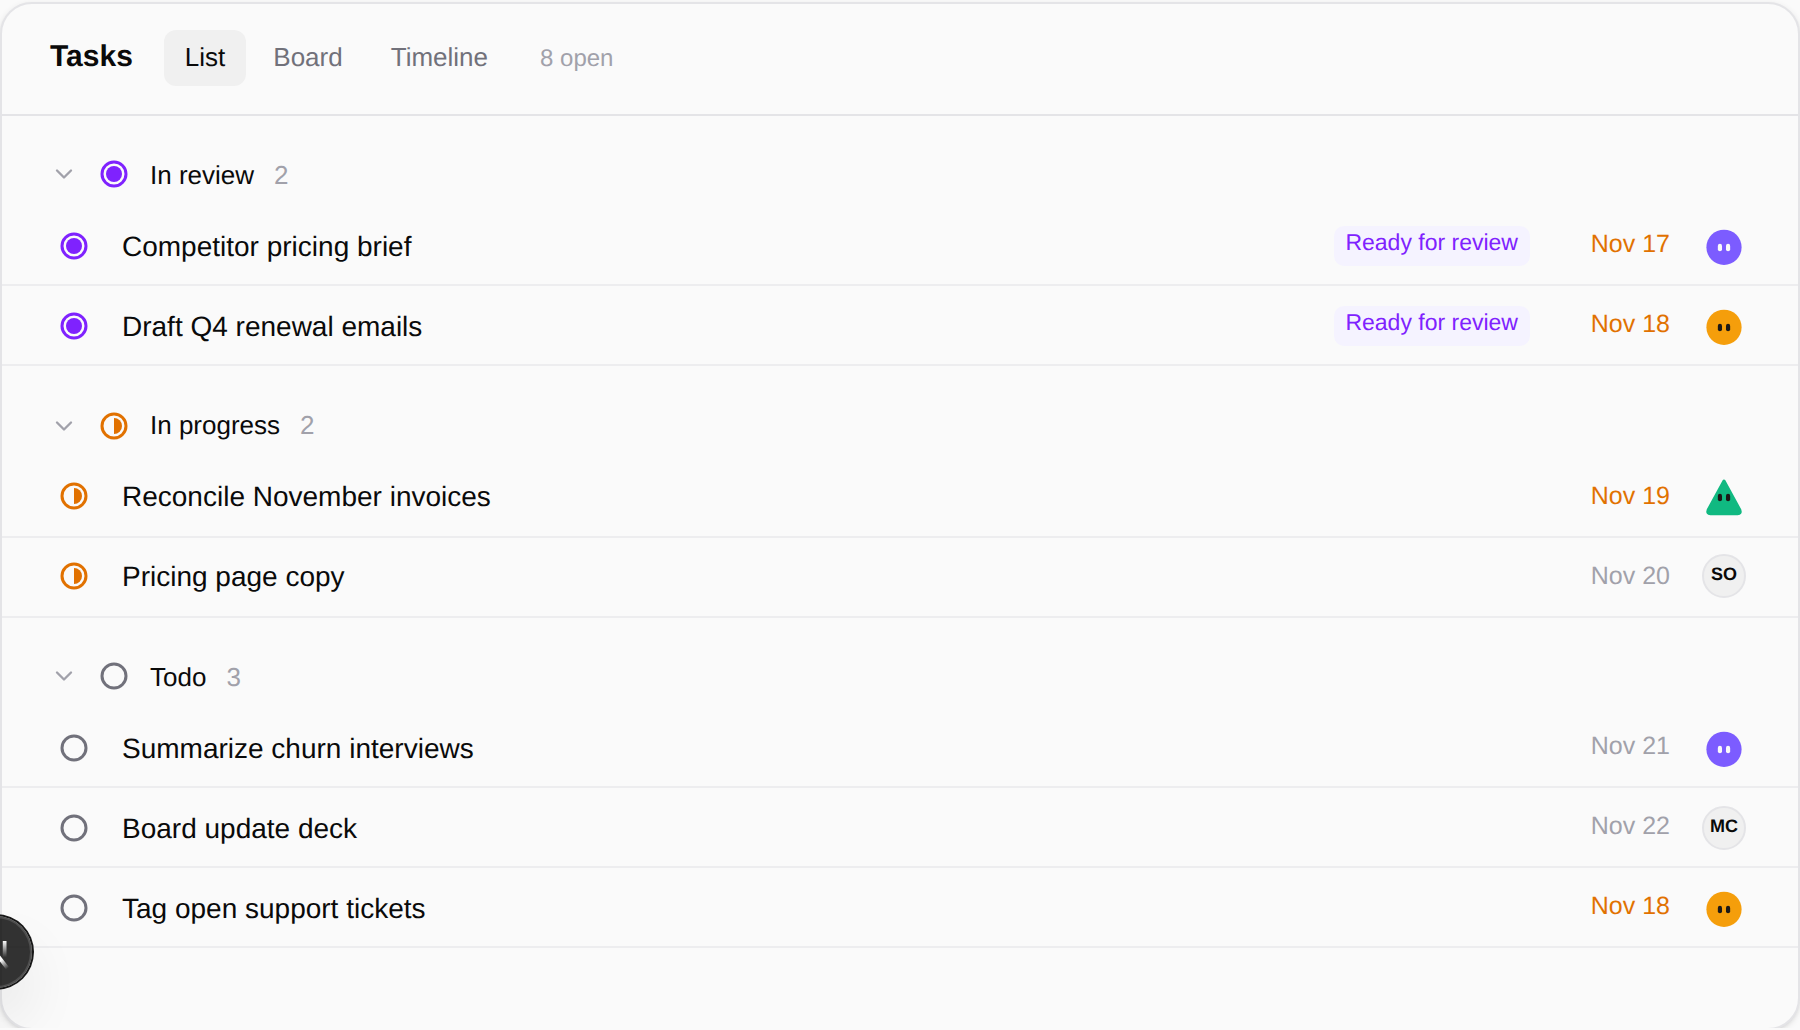 Tasks List Board Timeline 8 open
In review 2
Competitor pricing brief Ready for review Nov 17
Draft Q4 renewal emails Ready for review Nov 18
In progress 2
Reconcile November invoices Nov 19
Pricing page copy Nov 20 SO
Todo 3
Summarize churn interviews Nov 21
Board update deck Nov 22 MC
Tag open support tickets Nov 18